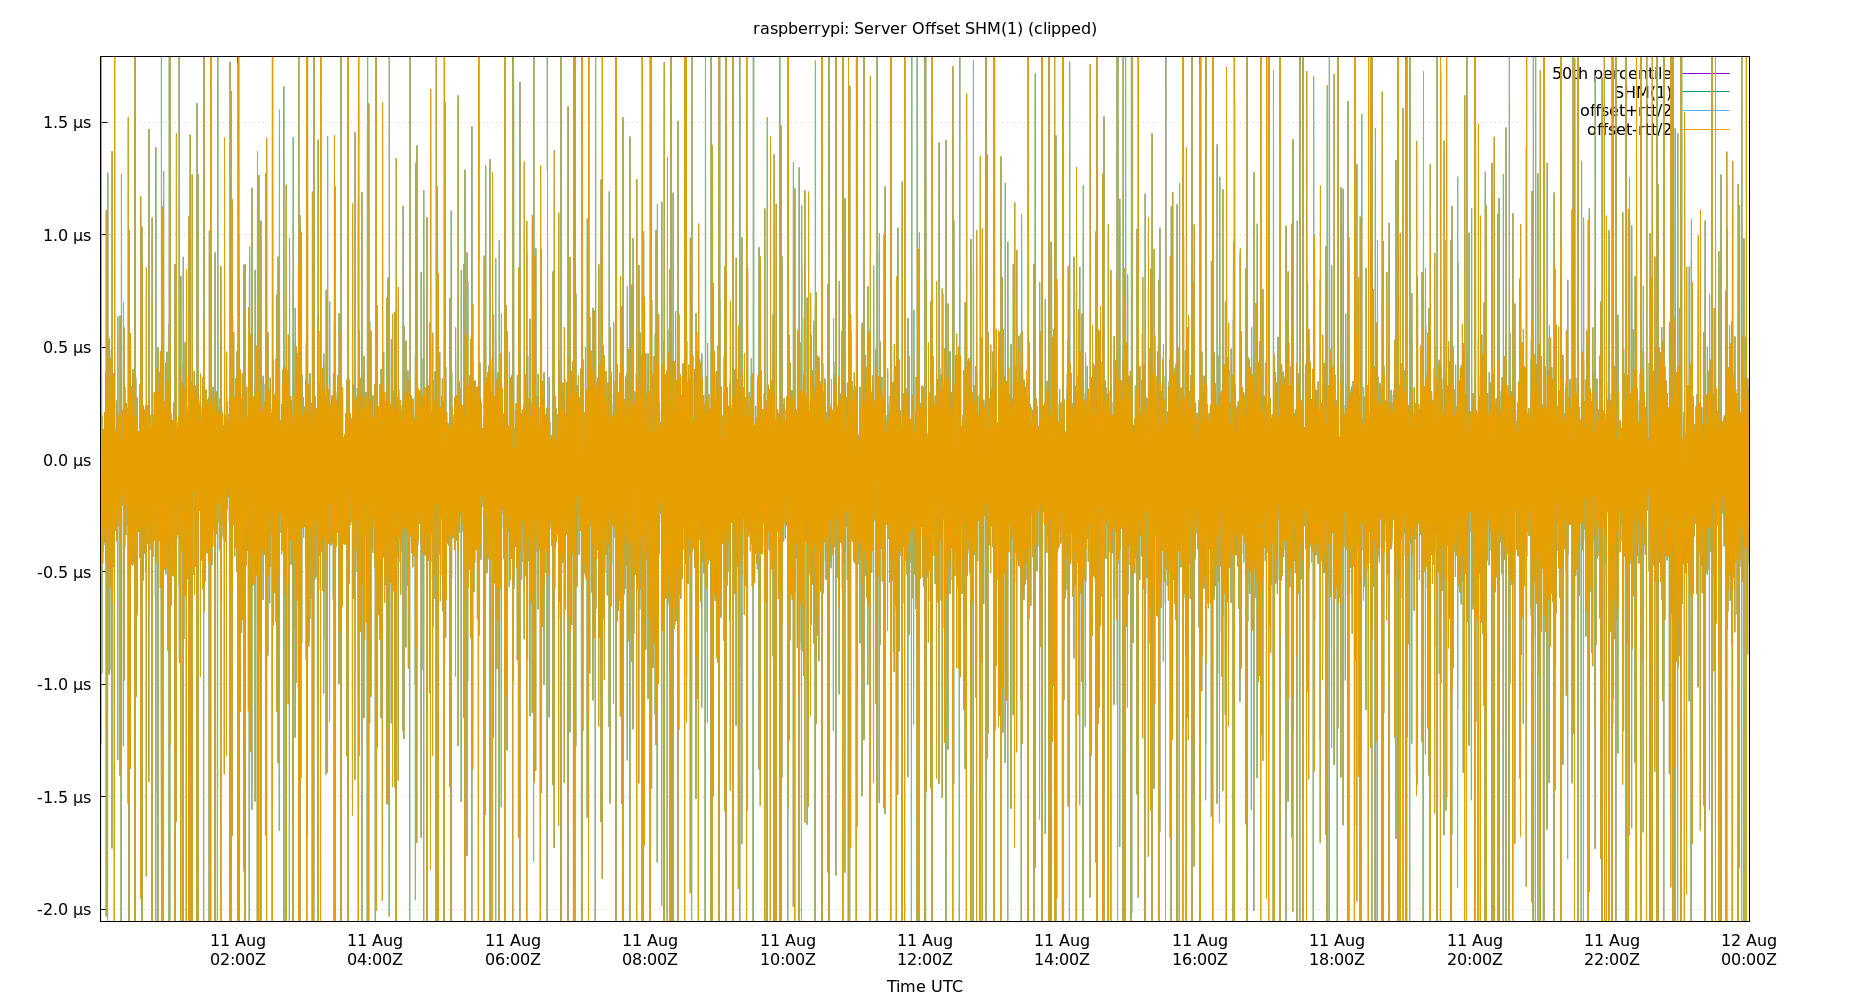 raspberrypi: Server Offset SHM(1) (clipped)
50th percentile
SHM(1)
offset+rtt/2
offset-rtt/2
1.5 µs
1.0 µs
0.5 µs
0.0 µs
-0.5 µs
-1.0 µs
-1.5 µs
-2.0 µs
11 Aug 11 Aug 11 Aug 11 Aug 11 Aug 11 Aug 11 Aug 11 Aug 11 Aug 11 Aug 11 Aug 12 Aug
02:00Z 04:00Z 06:00Z 08:00Z 10:00Z 12:00Z 14:00Z 16:00Z 18:00Z 20:00Z 22:00Z 00:00Z
Time UTC